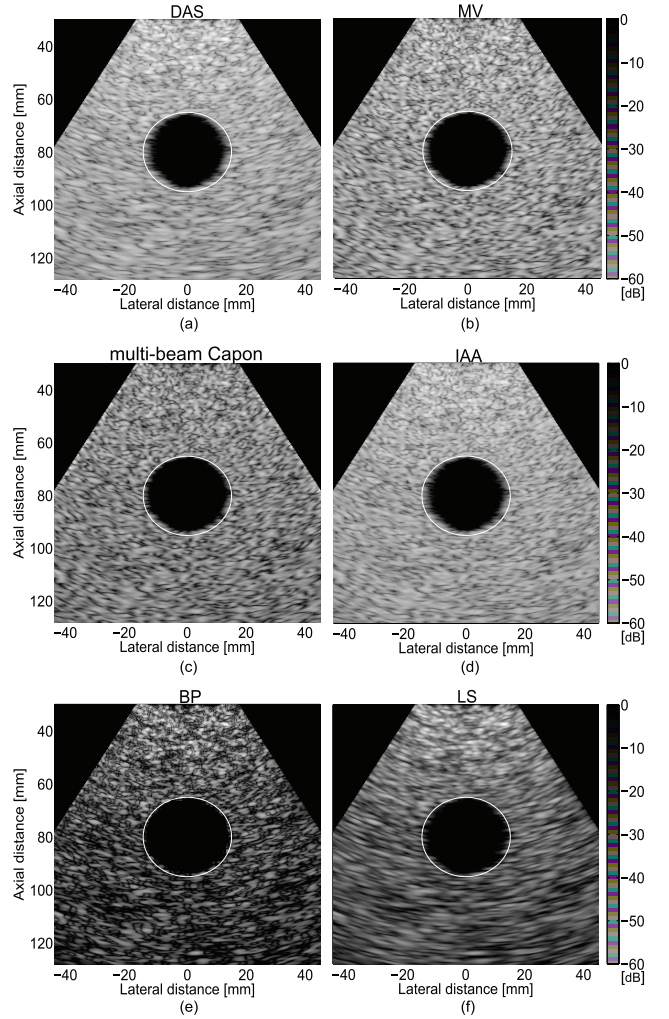 DAS
MV
40
60
80
100
120
Axial distance [mm]
−40 −20 0 20 40
Lateral distance [mm]
(a)
−40 −20 0 20 40
Lateral distance [mm]
(b)
0
−10
−20
−30
−40
−50
−60
[dB]
multi-beam Capon
IAA
40
60
80
100
120
Axial distance [mm]
−40 −20 0 20 40
Lateral distance [mm]
(c)
−40 −20 0 20 40
Lateral distance [mm]
(d)
0
−10
−20
−30
−40
−50
−60
[dB]
BP
LS
40
60
80
100
120
Axial distance [mm]
−40 −20 0 20 40
Lateral distance [mm]
(e)
−40 −20 0 20 40
Lateral distance [mm]
(f)
0
−10
−20
−30
−40
−50
−60
[dB]